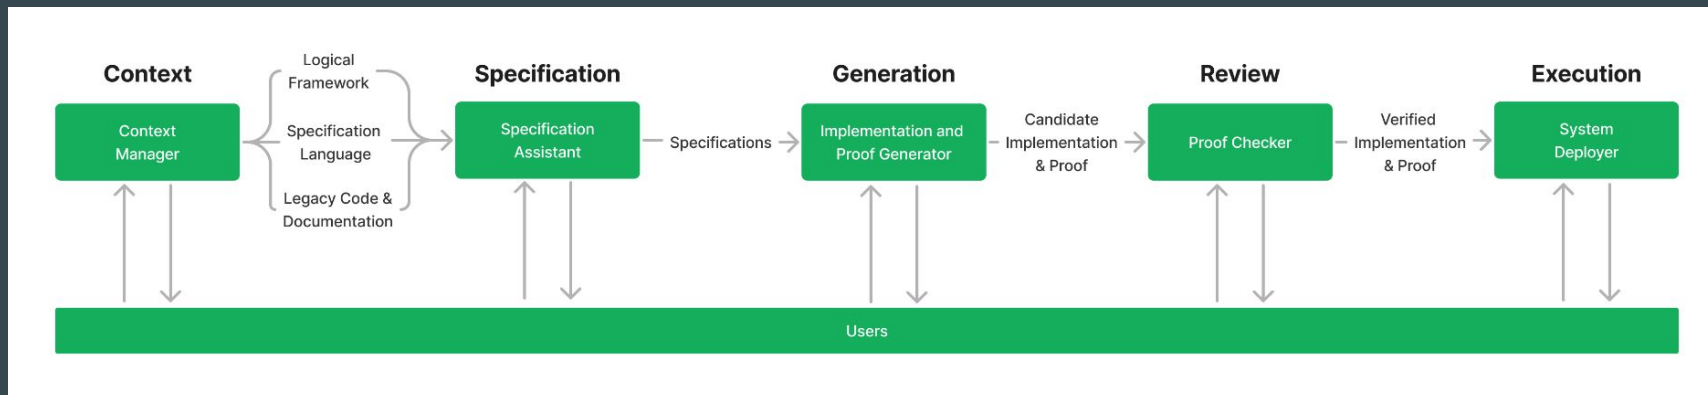 Context
Context
Manager
Logical
Framework
Specification
Language
Legacy Code &
Documentation
Specification
Specification
Assistant
Specifications
Generation
Implementation and
Proof Generator
Candidate
Implementation
& Proof
Review
Proof Checker
Verified
Implementation
& Proof
Execution
System
Deployer
Users